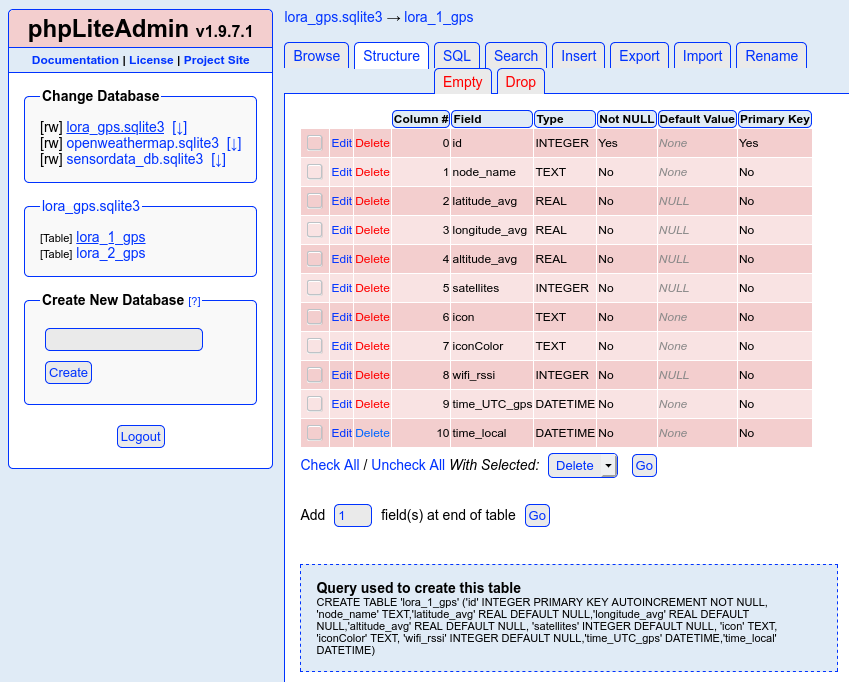 phpLiteAdmin v1.9.7.1
Documentation | License | Project Site
Change Database
[rw] lora_gps.sqlite3 [↓]
[rw] openweathermap.sqlite3 [↓]
[rw] sensordata_db.sqlite3 [↓]
lora_gps.sqlite3
[Table] lora_1_gps
[Table] lora_2_gps
Create New Database [?]
Create
Logout
lora_gps.sqlite3 → lora_1_gps
Browse Structure SQL Search Insert Export Import Rename
Empty Drop
Column # Field Type Not NULL Default Value Primary Key
Edit Delete 0 id INTEGER Yes None Yes
Edit Delete 1 node_name TEXT No None No
Edit Delete 2 latitude_avg REAL No NULL No
Edit Delete 3 longitude_avg REAL No NULL No
Edit Delete 4 altitude_avg REAL No NULL No
Edit Delete 5 satellites INTEGER No NULL No
Edit Delete 6 icon TEXT No None No
Edit Delete 7 iconColor TEXT No None No
Edit Delete 8 wifi_rssi INTEGER No NULL No
Edit Delete 9 time_UTC_gps DATETIME No None No
Edit Delete 10 time_local DATETIME No None No
Check All / Uncheck All With Selected: Delete Go
Add 1 field(s) at end of table Go
Query used to create this table
CREATE TABLE 'lora_1_gps' ('id' INTEGER PRIMARY KEY AUTOINCREMENT NOT NULL,
'node_name' TEXT,'latitude_avg' REAL DEFAULT NULL,'longitude_avg' REAL DEFAULT
NULL,'altitude_avg' REAL DEFAULT NULL, 'satellites' INTEGER DEFAULT NULL, 'icon' TEXT,
'iconColor' TEXT, 'wifi_rssi' INTEGER DEFAULT NULL,'time_UTC_gps' DATETIME,'time_local'
DATETIME)